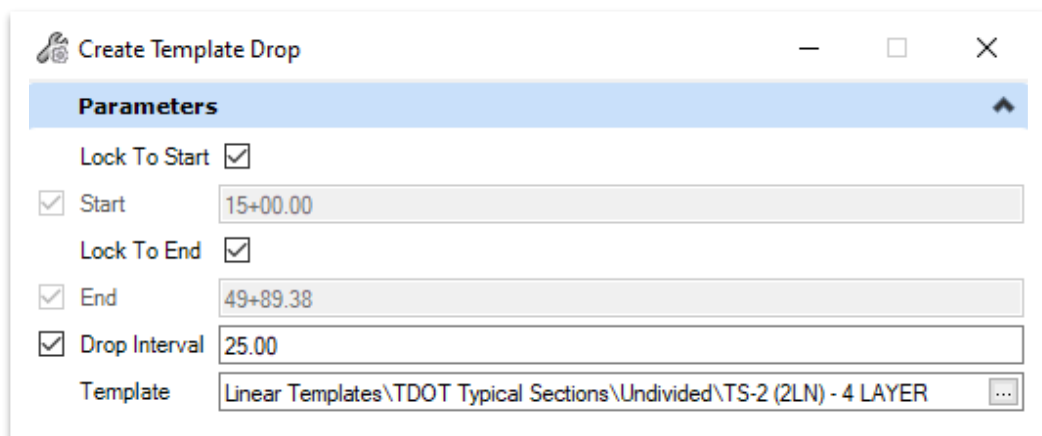 Create Template Drop
Parameters
Lock To Start
Start 15+00.00
Lock To End
End 49+89.38
Drop Interval 25.00
Template Linear Templates\TDOT Typical Sections\Undivided\TS-2 (2LN) - 4 LAYER ...